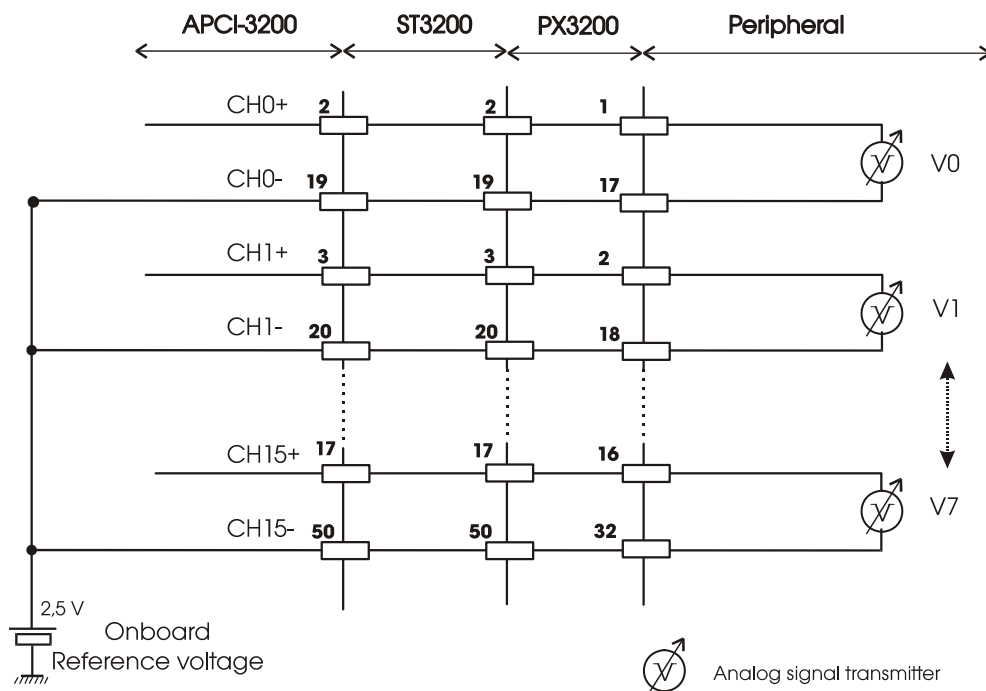 APCI-3200 ST3200 PX3200 Peripheral
CH0+ 2 2 1
V0
CH0- 19 19 17
CH1+ 3 3 2
V1
CH1- 20 20 18
CH15+ 17 17 16
V7
CH15- 50 50 32
2,5 V
Onboard
Reference voltage
V Analog signal transmitter